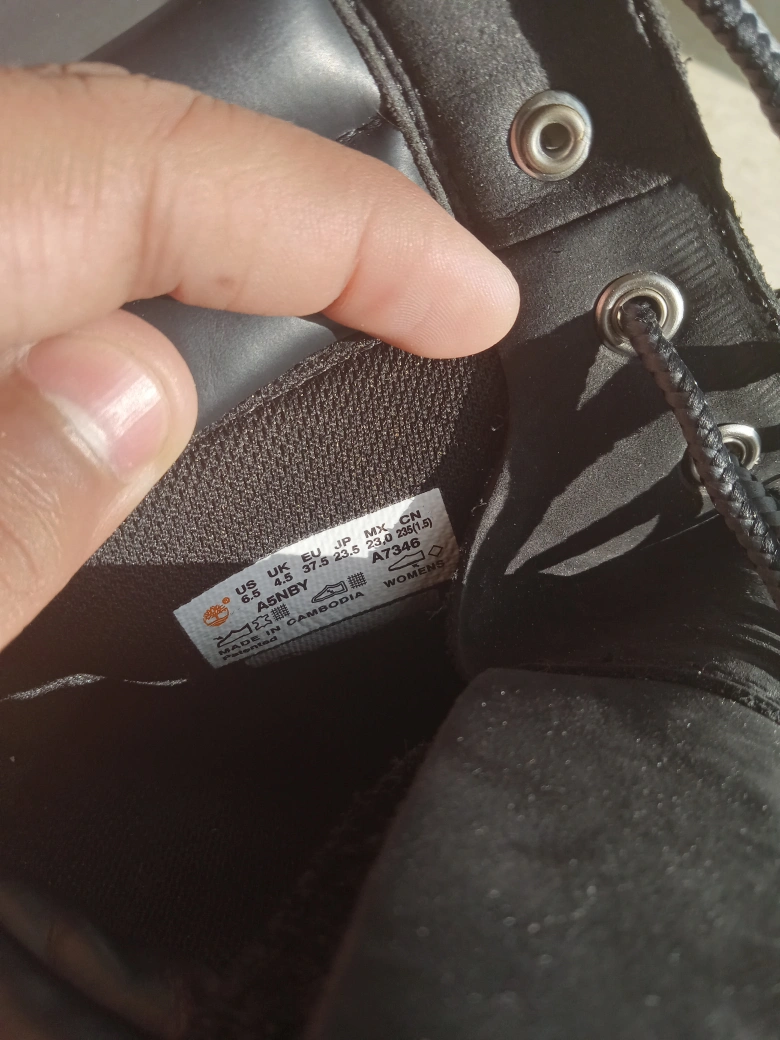 US UK EU JP MX CN
6.5 4.5 37.5 23.5 23.0 235(1.5)
A5NBY A7346
WOMENS
MADE IN CAMBODIA
Patented